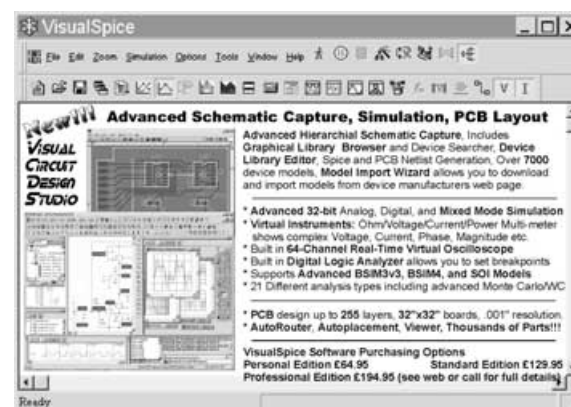 VisualSpice
File Edit Zoom Simulation Options Tools Window Help
New!!! Advanced Schematic Capture, Simulation, PCB Layout
VISUAL
CIRCUIT
DESIGN
STUDIO
Advanced Hierarchial Schematic Capture, Includes
Graphical Library Browser and Device Searcher, Device
Library Editor, Spice and PCB Netlist Generation, Over 7000
device models, Model Import Wizard allows you to download
and import models from device manufacturers web page.
* Advanced 32-bit Analog, Digital, and Mixed Mode Simulation
* Virtual Instruments: Ohm/Voltage/Current/Power Multi-meter
shows complex Voltage, Current, Phase, Magnitude etc.
* Built in 64-Channel Real-Time Virtual Oscilloscope
* Built in Digital Logic Analyzer allows you to set breakpoints
* Supports Advanced BSIM3v3, BSIM4, and SOI Models
* 21 Different analysis types including advanced Monte Carlo/WC
* PCB design up to 255 layers, 32"x32" boards, .001" resolution.
* AutoRouter, Autoplacement, Viewer, Thousands of Parts!!!
VisualSpice Software Purchasing Options
Personal Edition £64.95 Standard Edition £129.95
Professional Edition £194.95 (see web or call for full details)
Ready